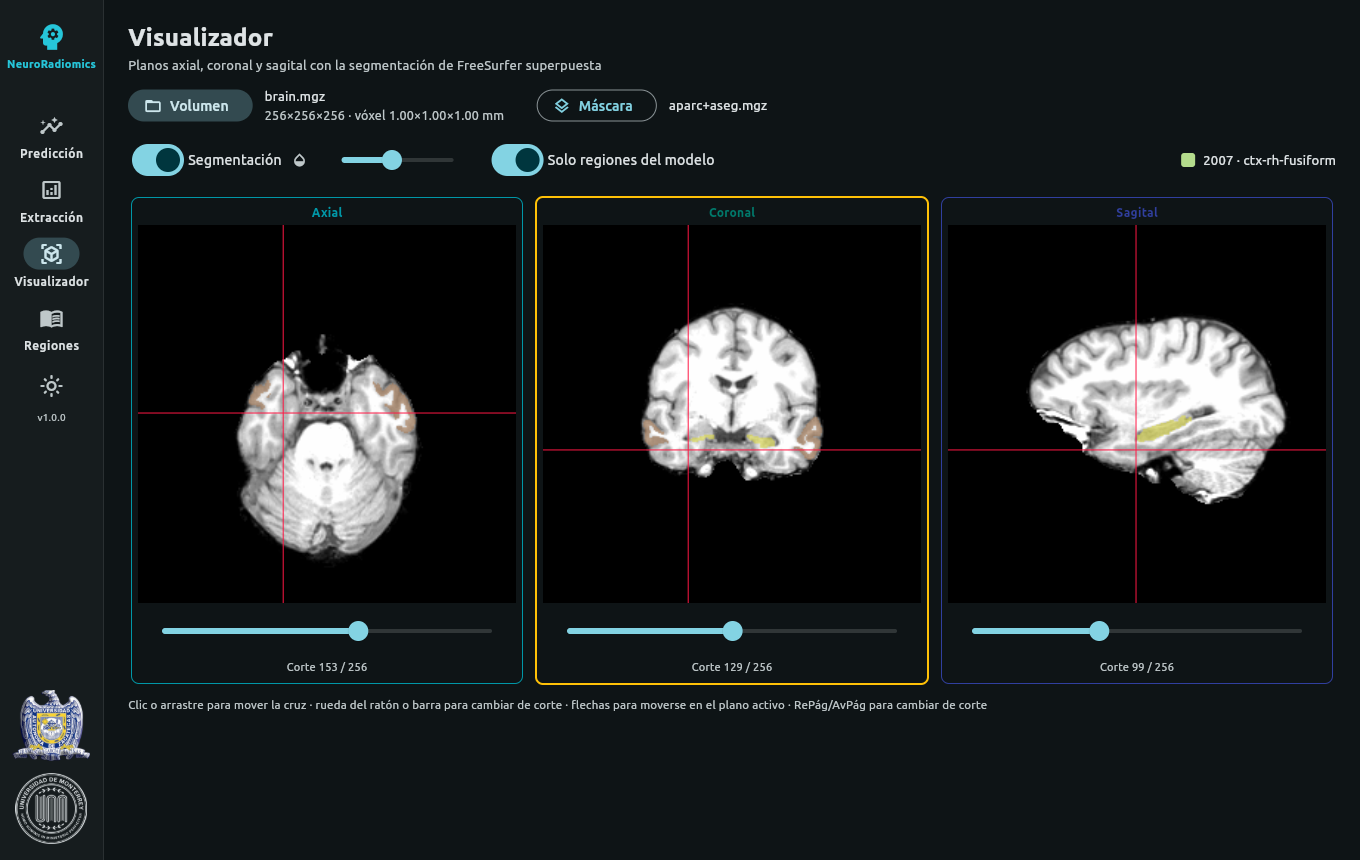 NeuroRadiomics
Predicción
Extracción
Visualizador
Regiones
v1.0.0
UNIVERSIDAD
UNIVERSIDAD DE MONTERREY
Visualizador
Planos axial, coronal y sagital con la segmentación de FreeSurfer superpuesta
Volumen
brain.mgz
256×256×256 · vóxel 1.00×1.00×1.00 mm
Máscara
aparc+aseg.mgz
Segmentación
Solo regiones del modelo
2007 · ctx-rh-fusiform
Axial
Coronal
Sagital
Corte 153 / 256
Corte 129 / 256
Corte 99 / 256
Clic o arrastre para mover la cruz · rueda del ratón o barra para cambiar de corte · flechas para moverse en el plano activo · RePág/AvPág para cambiar de corte